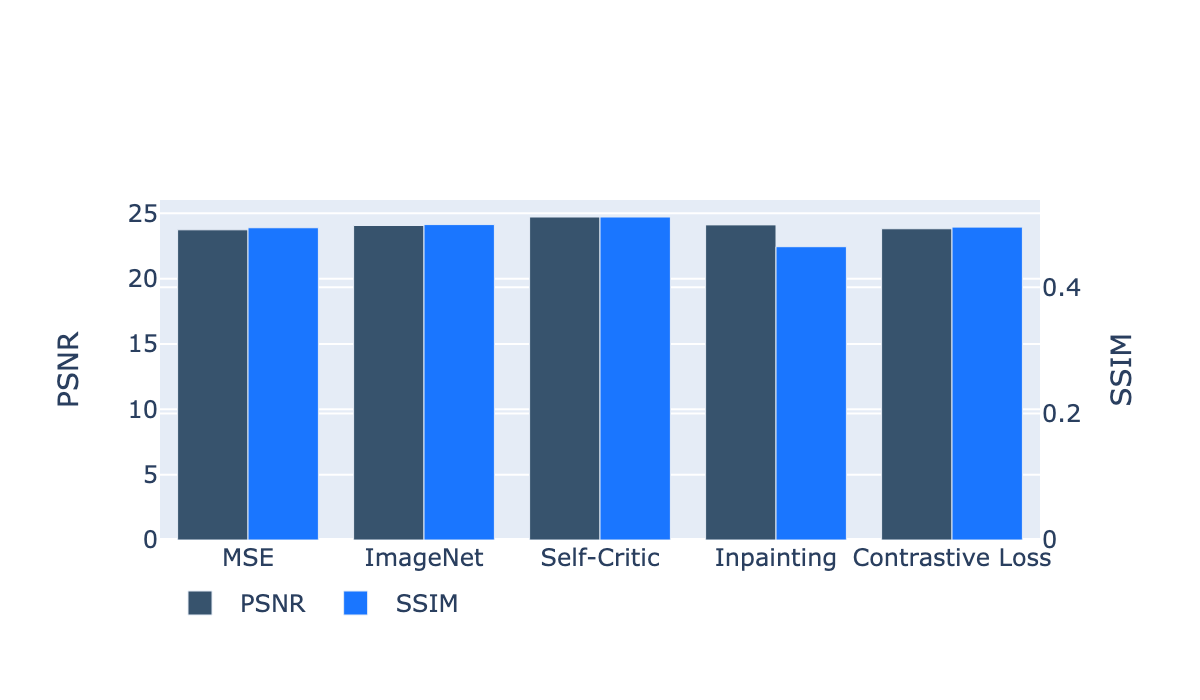 PSNR
25
20
15
10
5
0
0.4
0.2
0
SSIM
MSE ImageNet Self-Critic Inpainting Contrastive Loss
PSNR SSIM